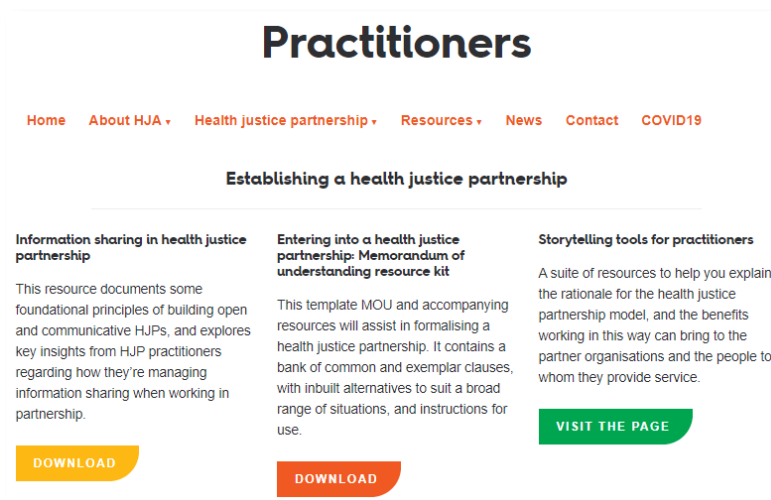 Practitioners
Home About HJA ▾ Health justice partnership ▾ Resources ▾ News Contact COVID19
Establishing a health justice partnership
Information sharing in health justice
partnership
This resource documents some
foundational principles of building open
and communicative HJPs, and explores
key insights from HJP practitioners
regarding how they're managing
information sharing when working in
partnership.
DOWNLOAD
Entering into a health justice
partnership: Memorandum of
understanding resource kit
This template MOU and accompanying
resources will assist in formalising a
health justice partnership. It contains a
bank of common and exemplar clauses,
with inbuilt alternatives to suit a broad
range of situations, and instructions for
use.
DOWNLOAD
Storytelling tools for practitioners
A suite of resources to help you explain
the rationale for the health justice
partnership model, and the benefits
working in this way can bring to the
partner organisations and the people to
whom they provide service.
VISIT THE PAGE